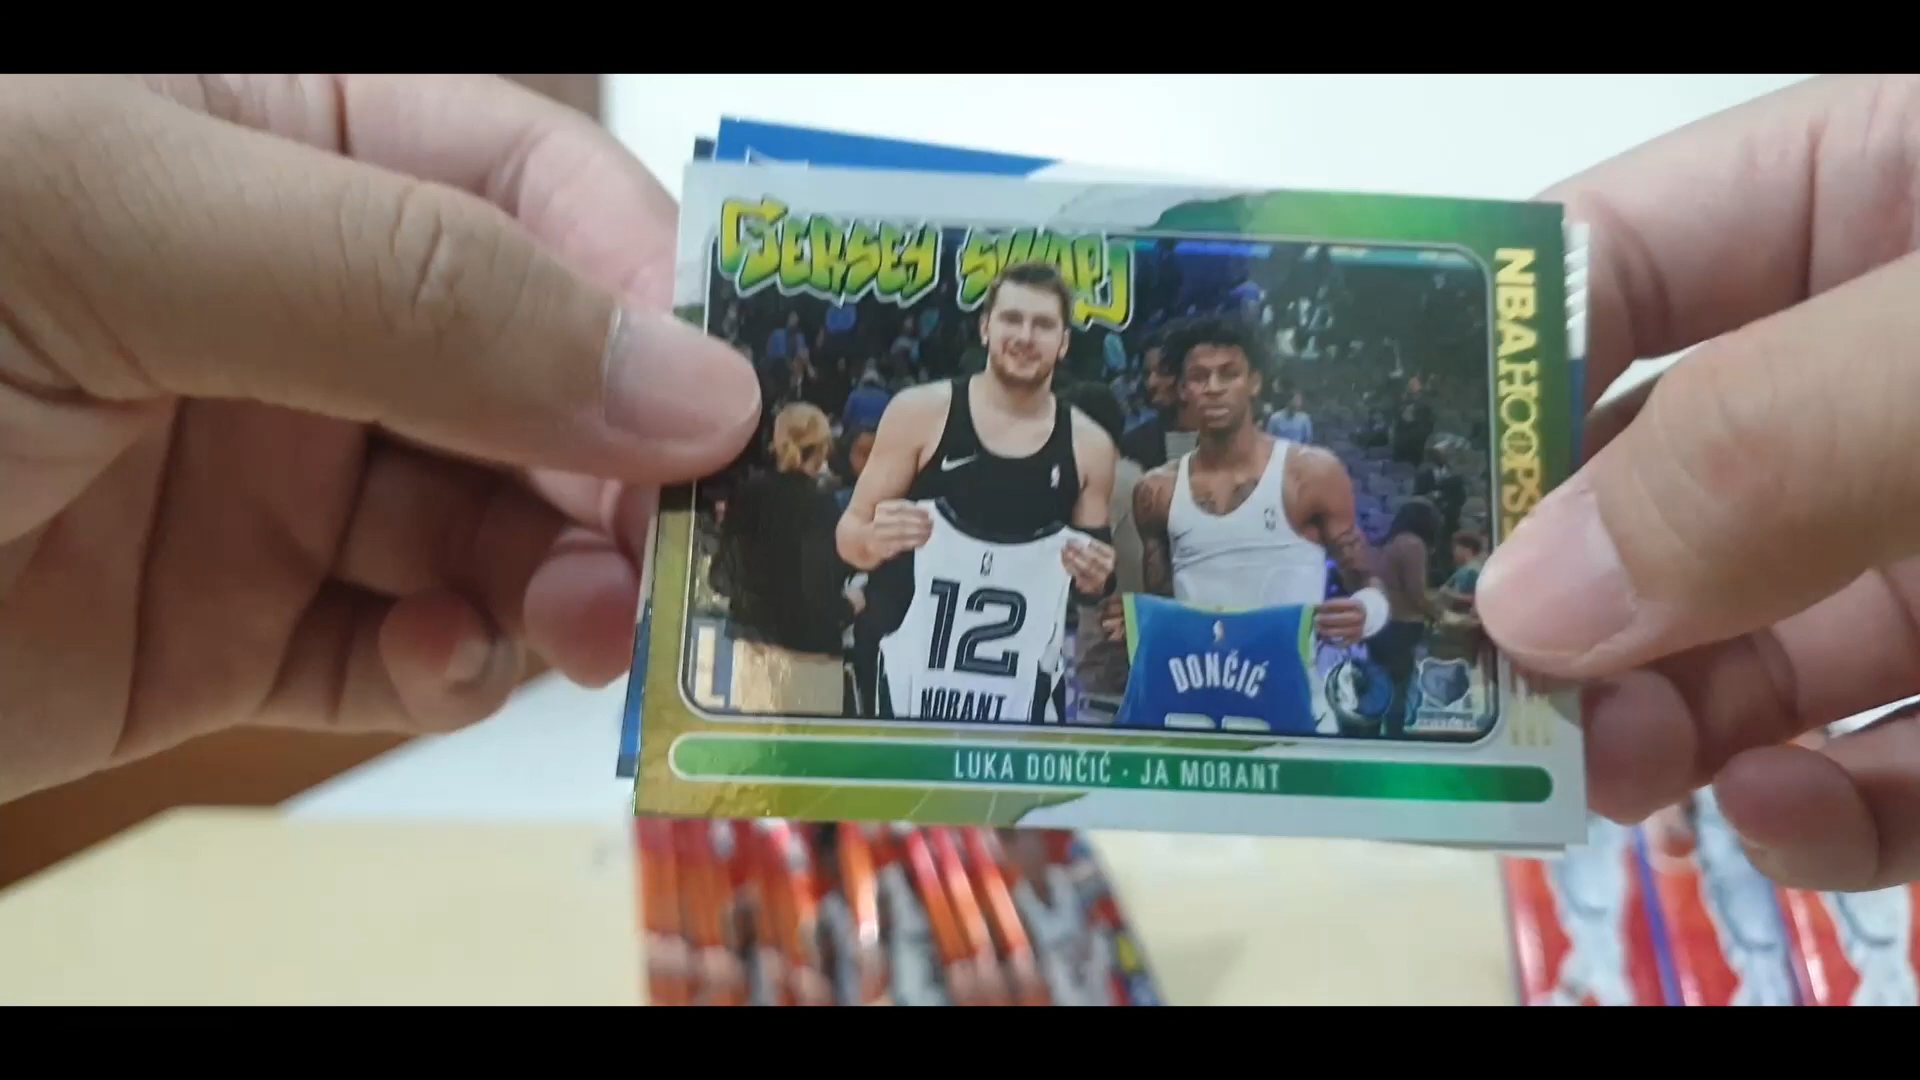 JERSEY SWAP
NBA HOOPS
12
MORANT
DONČIĆ
LUKA DONČIĆ · JA MORANT